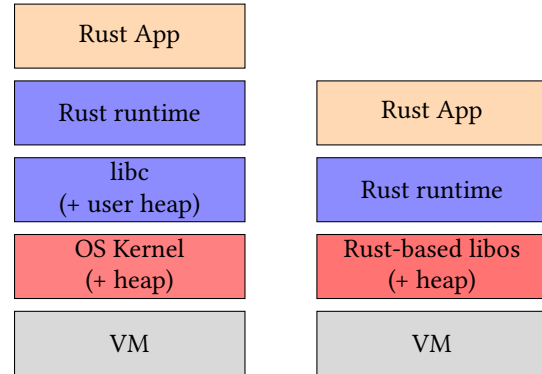 Rust App
Rust runtime
libc
(+ user heap)
OS Kernel
(+ heap)
VM
Rust App
Rust runtime
Rust-based libos
(+ heap)
VM